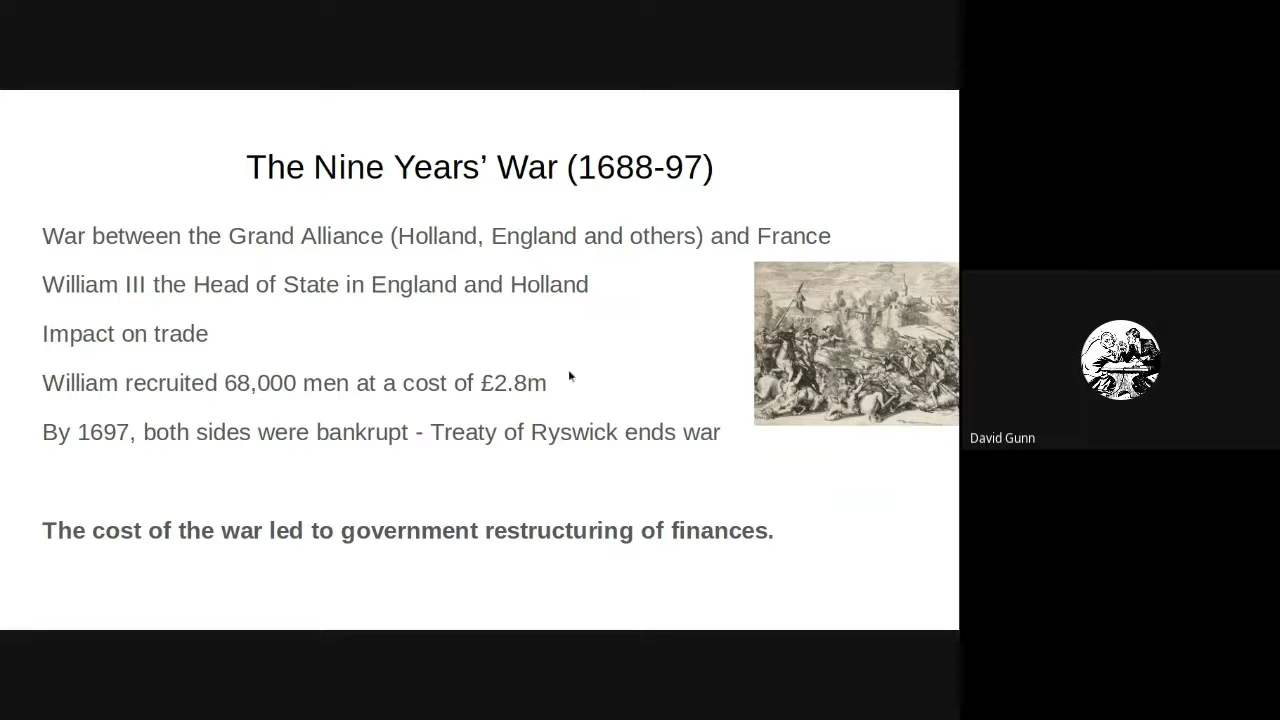 The Nine Years’ War (1688-97)
War between the Grand Alliance (Holland, England and others) and France
William III the Head of State in England and Holland
Impact on trade
William recruited 68,000 men at a cost of £2.8m
By 1697, both sides were bankrupt - Treaty of Ryswick ends war
The cost of the war led to government restructuring of finances.
David Gunn